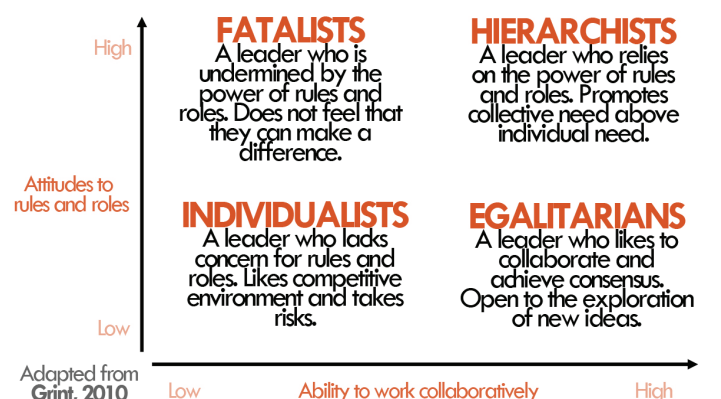 FATALISTS
A leader who is
undermined by the
power of rules and
roles. Does not feel that
they can make a
difference.
HIERARCHISTS
A leader who relies
on the power of rules
and roles. Promotes
collective need above
individual need.
High
Attitudes to
rules and roles
INDIVIDUALISTS
A leader who lacks
concern for rules and
roles. Likes competitive
environment and takes
risks.
EGALITARIANS
A leader who likes to
collaborate and
achieve consensus.
Open to the exploration
of new ideas.
Low
Adapted from
Grint, 2010
Low
Ability to work collaboratively
High